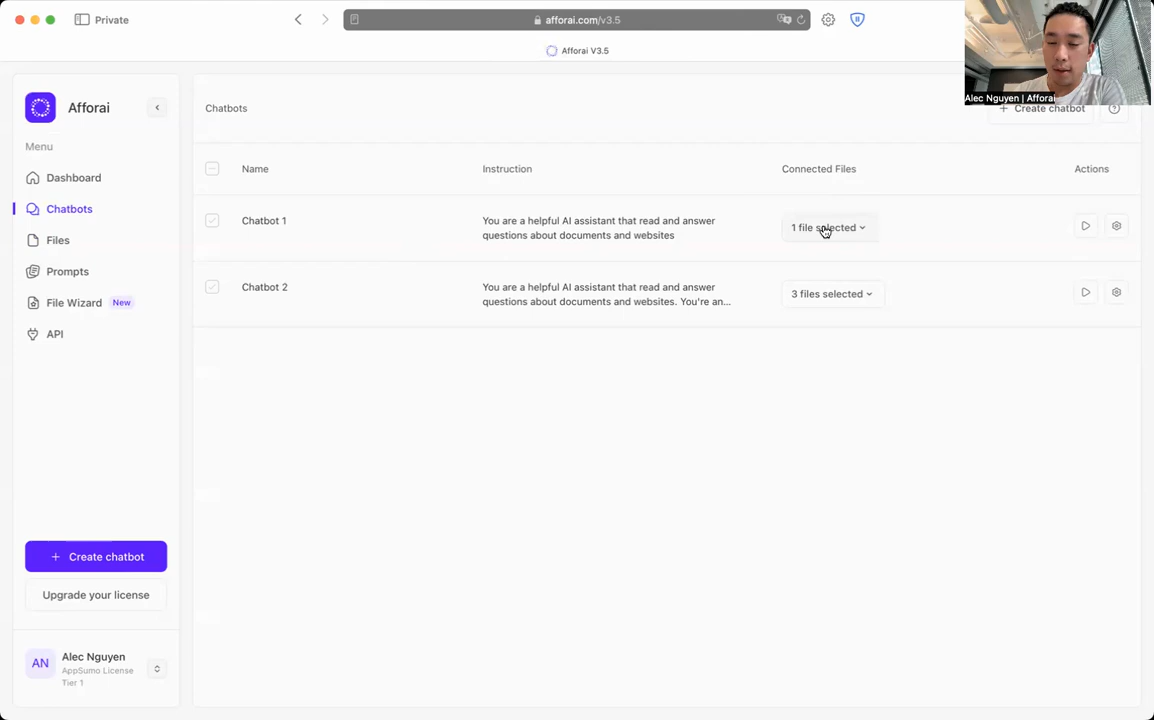 Private
afforai.com/v3.5
Afforai V3.5
Alec Nguyen | Afforai
Afforai
Menu
Dashboard
Chatbots
Files
Prompts
File Wizard New
API
+ Create chatbot
Upgrade your license
AN
Alec Nguyen
AppSumo License
Tier 1
Chatbots
+ Create chatbot
Name Instruction Connected Files Actions
Chatbot 1
You are a helpful AI assistant that read and answer
questions about documents and websites
1 file selected
Chatbot 2
You are a helpful AI assistant that read and answer
questions about documents and websites. You're an...
3 files selected